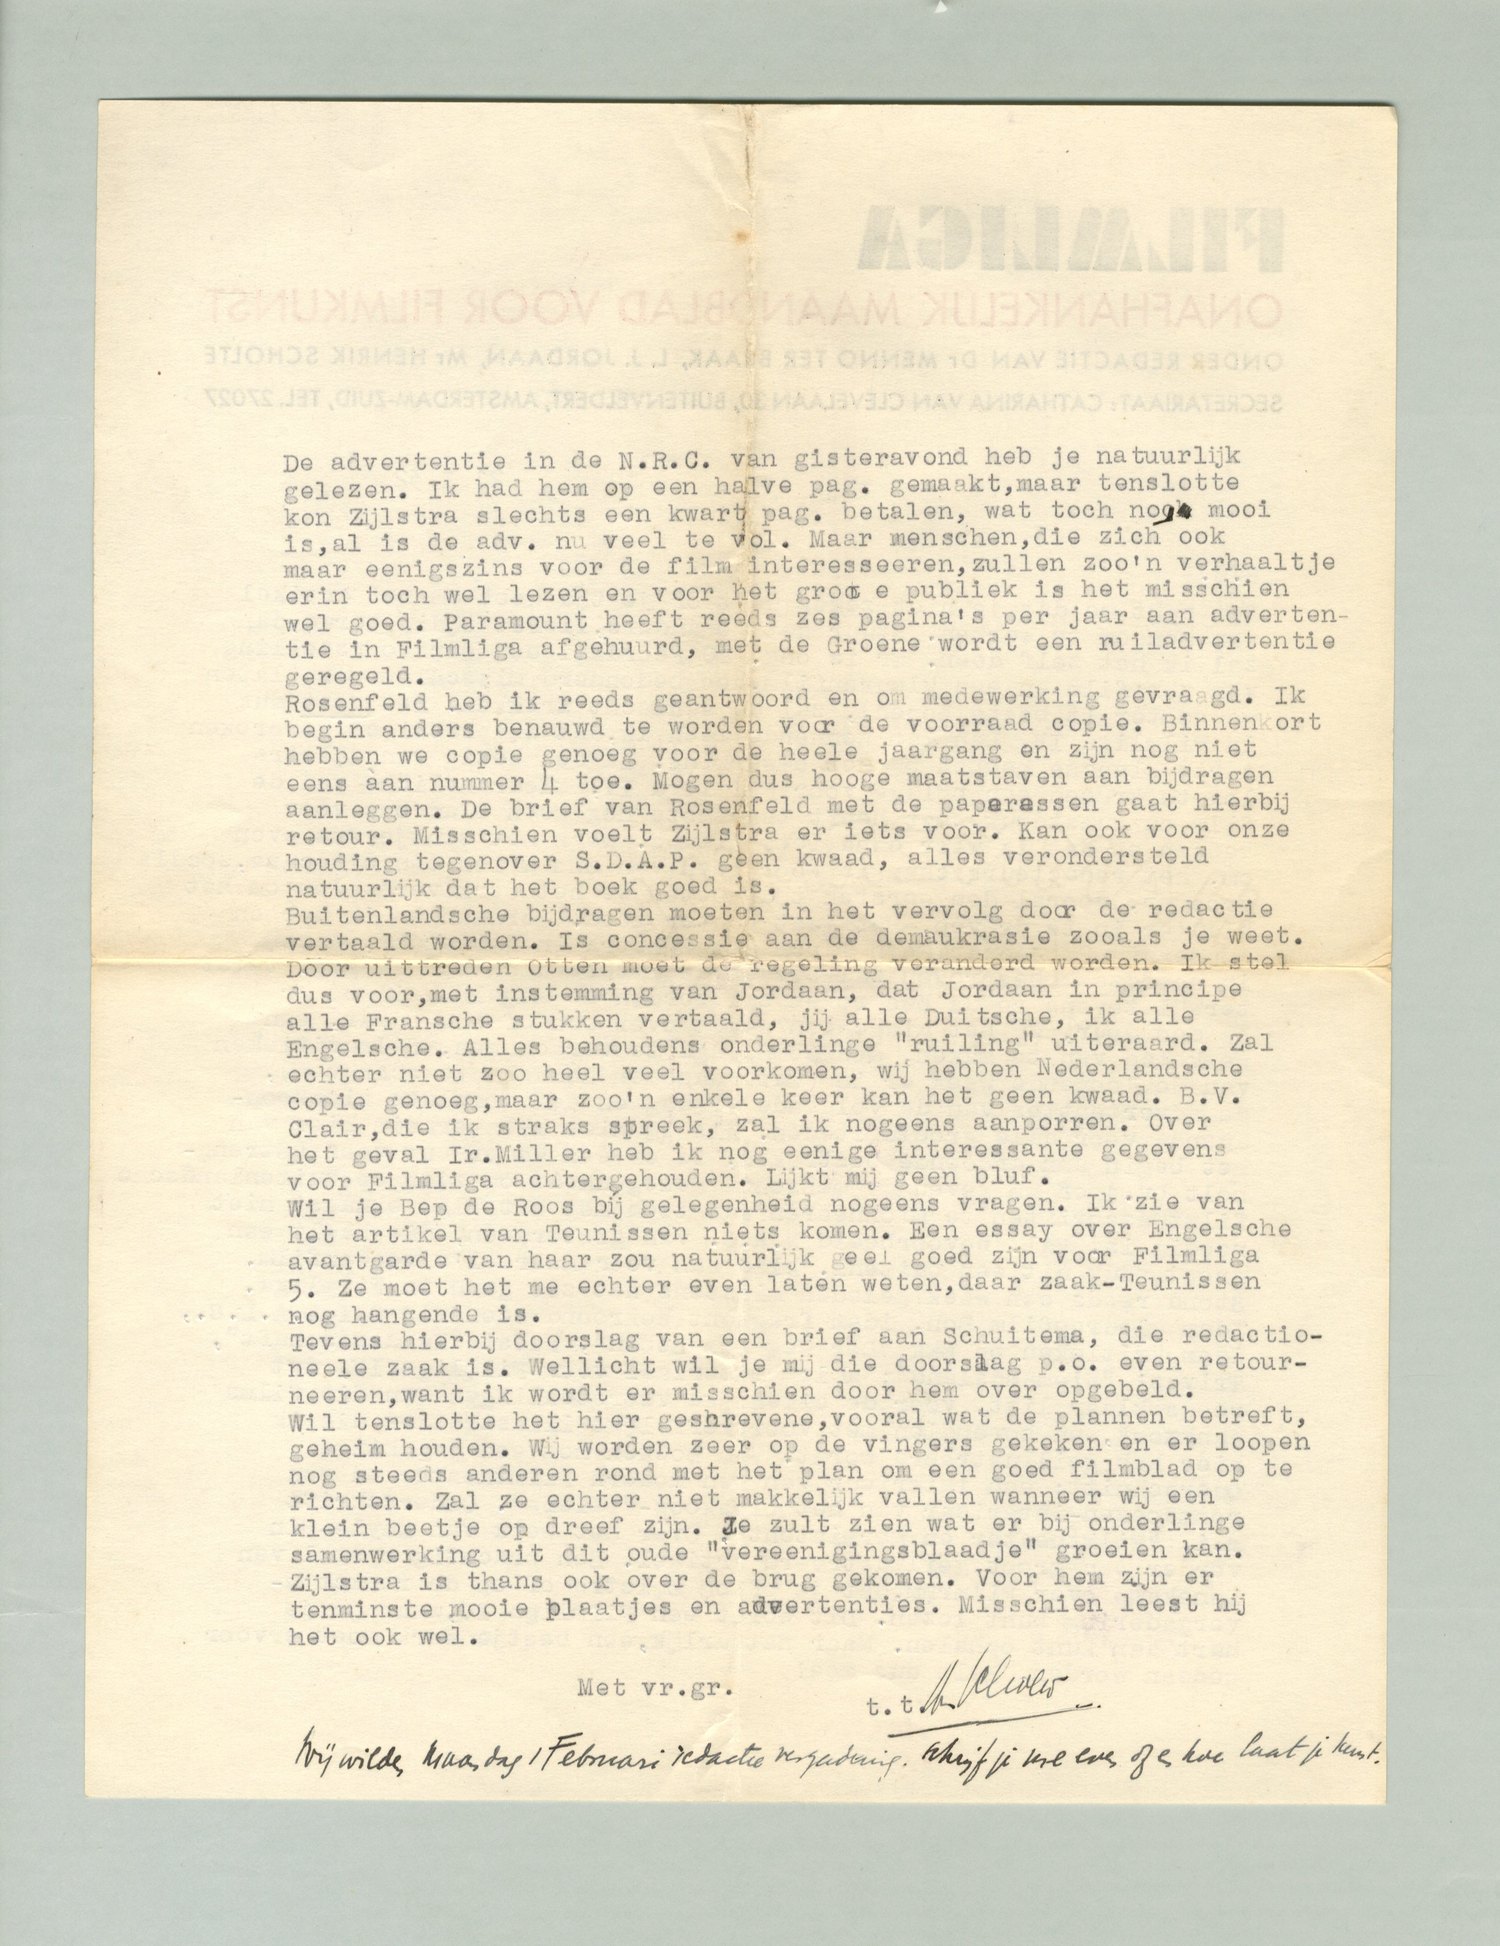 FILMLIGA
ONAFHANKELIJK MAANDBLAD VOOR FILMKUNST
ONDER REDACTIE VAN Dr MENNO TER BRAAK, L. J. JORDAAN, Mr HENRIK SCHOLTE
SECRETARIAAT: CATHARINA VAN CLEVELAAN 30, BUITENVELDERT, AMSTERDAM-ZUID, TEL. 27027
De advertentie in de N.R.C. van gisteravond heb je natuurlijk
gelezen. Ik had hem op een halve pag. gemaakt,maar tenslotte
kon Zijlstra slechts een kwart pag. betalen, wat toch nog mooi
is,al is de adv. nu veel te vol. Maar menschen,die zich ook
maar eenigszins voor de film interesseeren,zullen zoo'n verhaaltje
erin toch wel lezen en voor het groo e publiek is het misschien
wel goed. Paramount heeft reeds zes pagina's per jaar aan adverten-
tie in Filmliga afgehuurd, met de Groene wordt een ruiladvertentie
geregeld.
Rosenfeld heb ik reeds geantwoord en om medewerking gevraagd. Ik
begin anders benauwd te worden voor de voorraad copie. Binnenkort
hebben we copie genoeg voor de heele jaargang en zijn nog niet
eens aan nummer 4 toe. Mogen dus hooge maatstaven aan bijdragen
aanleggen. De brief van Rosenfeld met de paperassen gaat hierbij
retour. Misschien voelt Zijlstra er iets voor. Kan ook voor onze
houding tegenover S.D.A.P. geen kwaad, alles verondersteld
natuurlijk dat het boek goed is.
Buitenlandsche bijdragen moeten in het vervolg door de redactie
vertaald worden. Is concessie aan de demaukrasie zooals je weet.
Door uittreden Otten moet de regeling veranderd worden. Ik stel
dus voor,met instemming van Jordaan, dat Jordaan in principe
alle Fransche stukken vertaald, jij alle Duitsche, ik alle
Engelsche. Alles behoudens onderlinge "ruiling" uiteraard. Zal
echter niet zoo heel veel voorkomen, wij hebben Nederlandsche
copie genoeg,maar zoo'n enkele keer kan het geen kwaad. B.V.
Clair,die ik straks spreek, zal ik nogeens aanporren. Over
het geval Ir.Miller heb ik nog eenige interessante gegevens
voor Filmliga achtergehouden. Lijkt mij geen bluf.
Wil je Bep de Roos bij gelegenheid nogeens vragen. Ik zie van
het artikel van Teunissen niets komen. Een essay over Engelsche
avantgarde van haar zou natuurlijk geel goed zijn voor Filmliga
5. Ze moet het me echter even laten weten,daar zaak-Teunissen
nog hangende is.
Tevens hierbij doorslag van een brief aan Schuitema, die redactio-
neele zaak is. Wellicht wil je mij die doorslag p.o. even retour-
neeren,want ik wordt er misschien door hem over opgebeld.
Wil tenslotte het hier geshrevene,vooral wat de plannen betreft,
geheim houden. Wij worden zeer op de vingers gekeken en er loopen
nog steeds anderen rond met het plan om een goed filmblad op te
richten. Zal ze echter niet makkelijk vallen wanneer wij een
klein beetje op dreef zijn. Je zult zien wat er bij onderlinge
samenwerking uit dit oude "vereenigingsblaadje" groeien kan.
Zijlstra is thans ook over de brug gekomen. Voor hem zijn er
tenminste mooie plaatjes en advertenties. Misschien leest hij
het ook wel.
Met vr.gr.
t.t.
Wij wilden Maandag 1 Februari redactie vergadering. Schrijf je me even of en hoe laat je kunt.